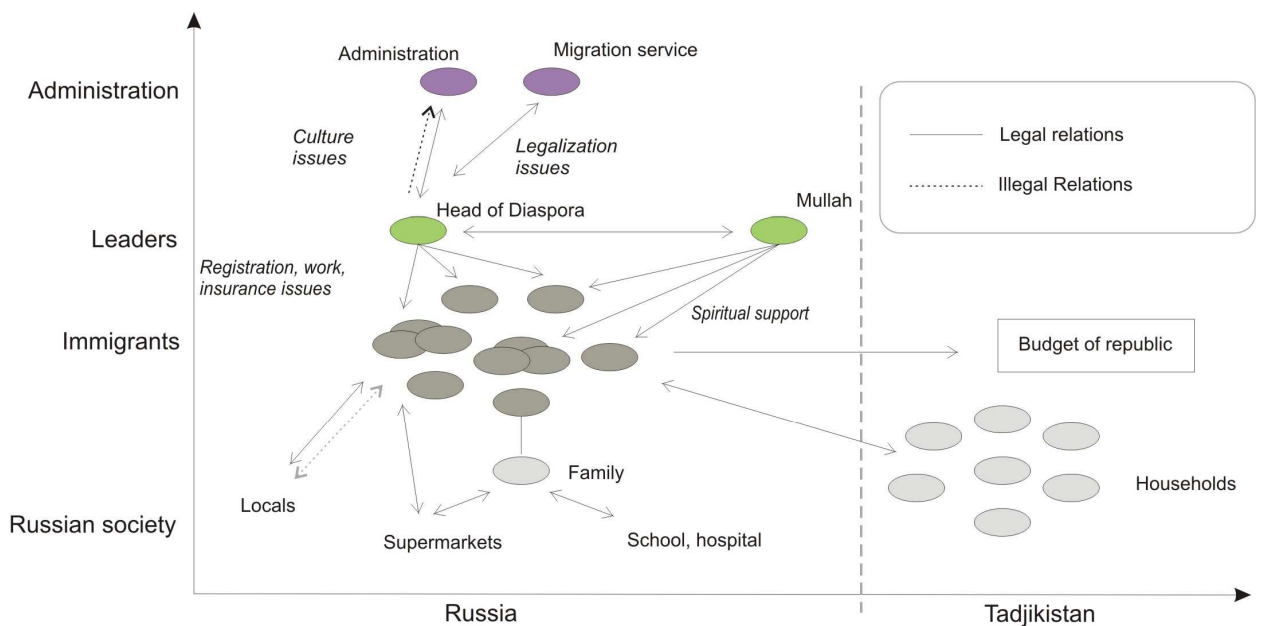 Administration
Migration service
Administration
Culture
issues
Legalization
issues
Legal relations
Illegal Relations
Head of Diaspora
Mullah
Leaders
Registration, work,
insurance issues
Spiritual support
Immigrants
Budget of republic
Family
Households
Locals
Russian society
Supermarkets
School, hospital
Russia
Tadjikistan